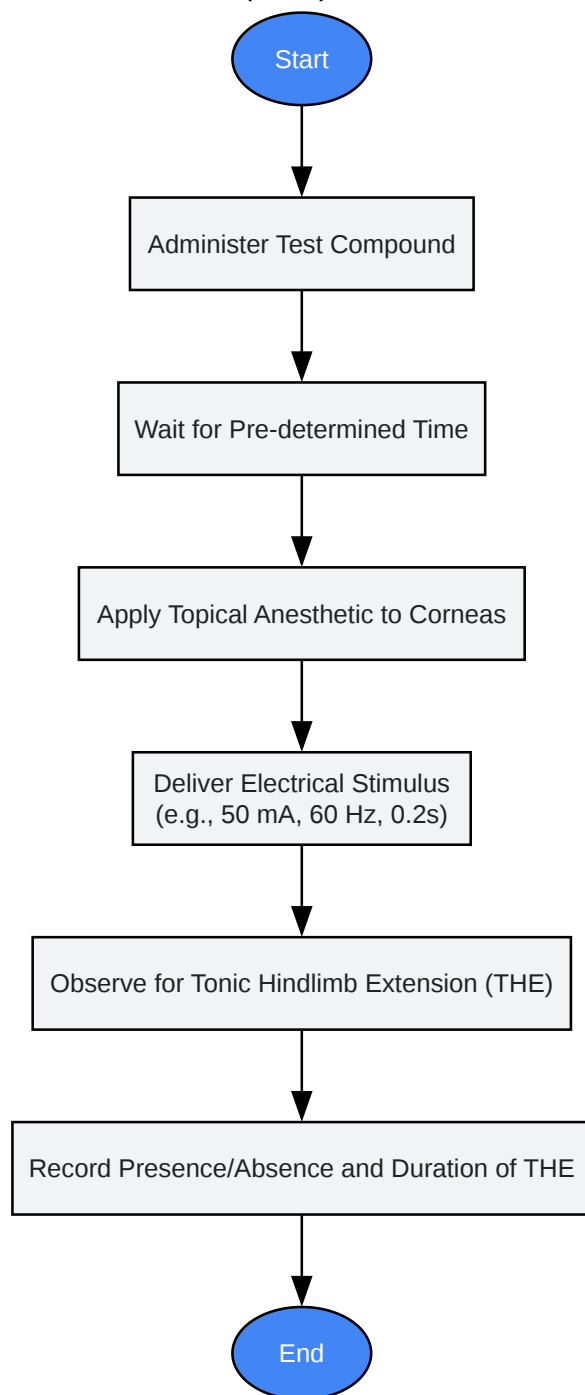 Start
Administer Test Compound
Wait for Pre-determined Time
Apply Topical Anesthetic to Corneas
Deliver Electrical Stimulus
(e.g., 50 mA, 60 Hz, 0.2s)
Observe for Tonic Hindlimb Extension (THE)
Record Presence/Absence and Duration of THE
End